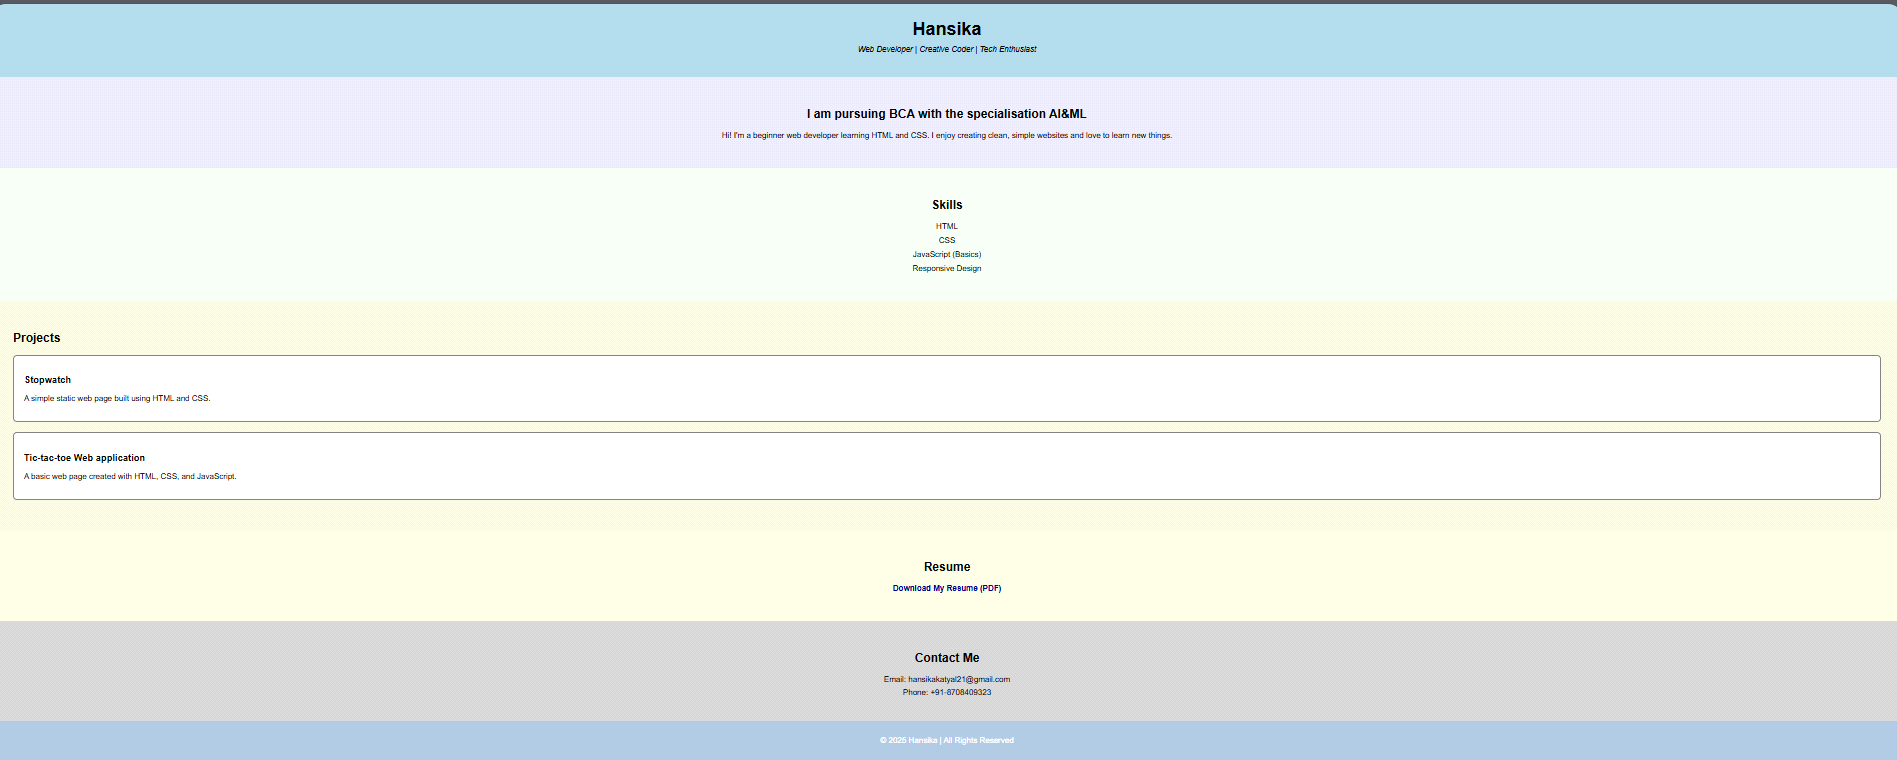 Hansika
Web Developer | Creative Coder | Tech Enthusiast
I am pursuing BCA with the specialisation AI&ML
Hi! I'm a beginner web developer learning HTML and CSS. I enjoy creating clean, simple websites and love to learn new things.
Skills
HTML
CSS
JavaScript (Basics)
Responsive Design
Projects
Stopwatch
A simple static web page built using HTML and CSS.
Tic-tac-toe Web application
A basic web page created with HTML, CSS, and JavaScript.
Resume
Download My Resume (PDF)
Contact Me
Email: hansikakatyal21@gmail.com
Phone: +91-8708409323
© 2025 Hansika | All Rights Reserved